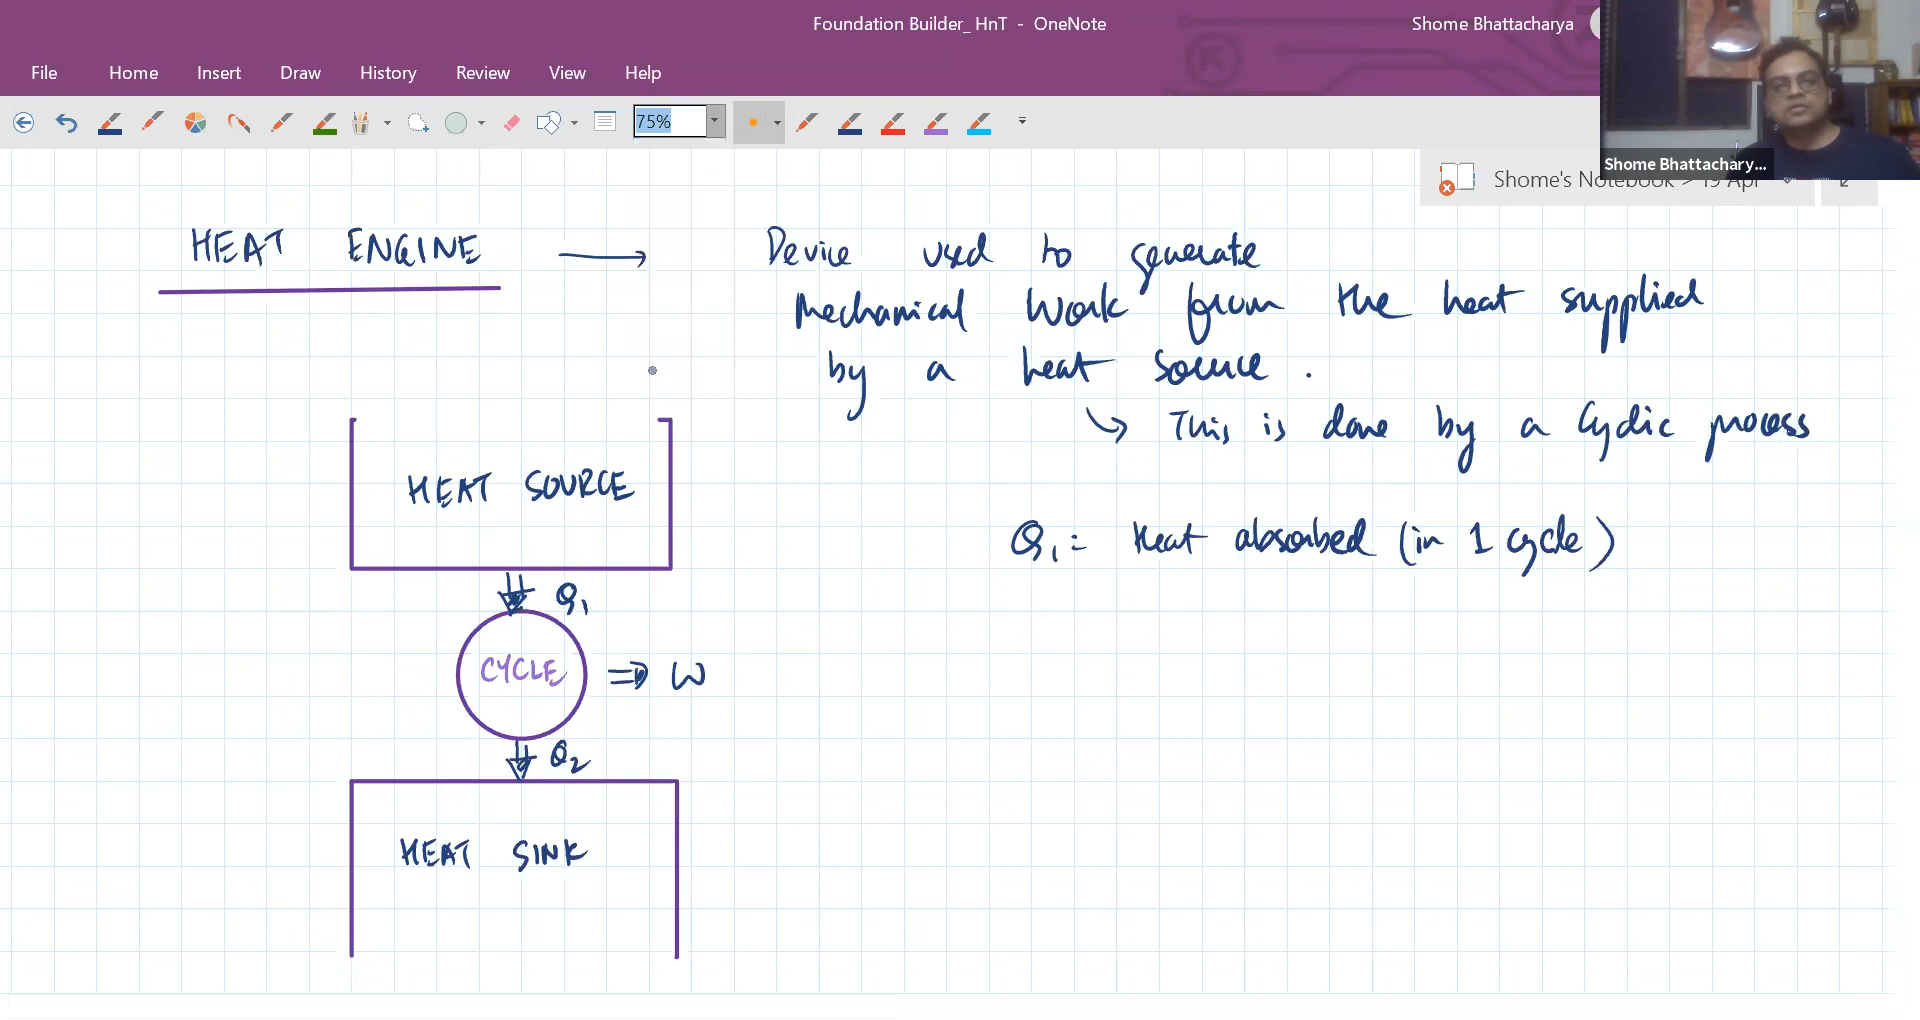 Foundation Builder_ HnT - OneNote
Shome Bhattacharya
File Home Insert Draw History Review View Help
75%
Shome Bhattachary...
Shome's Notebook > 19 Apr
HEAT ENGINE → Device used to generate
Mechanical Work from the heat supplied
by a heat source.
↳ This is done by a Cyclic process
HEAT SOURCE
Q₁ = Heat absorbed (in 1 cycle)
Q₁
CYCLE ⇒ W
Q₂
HEAT SINK